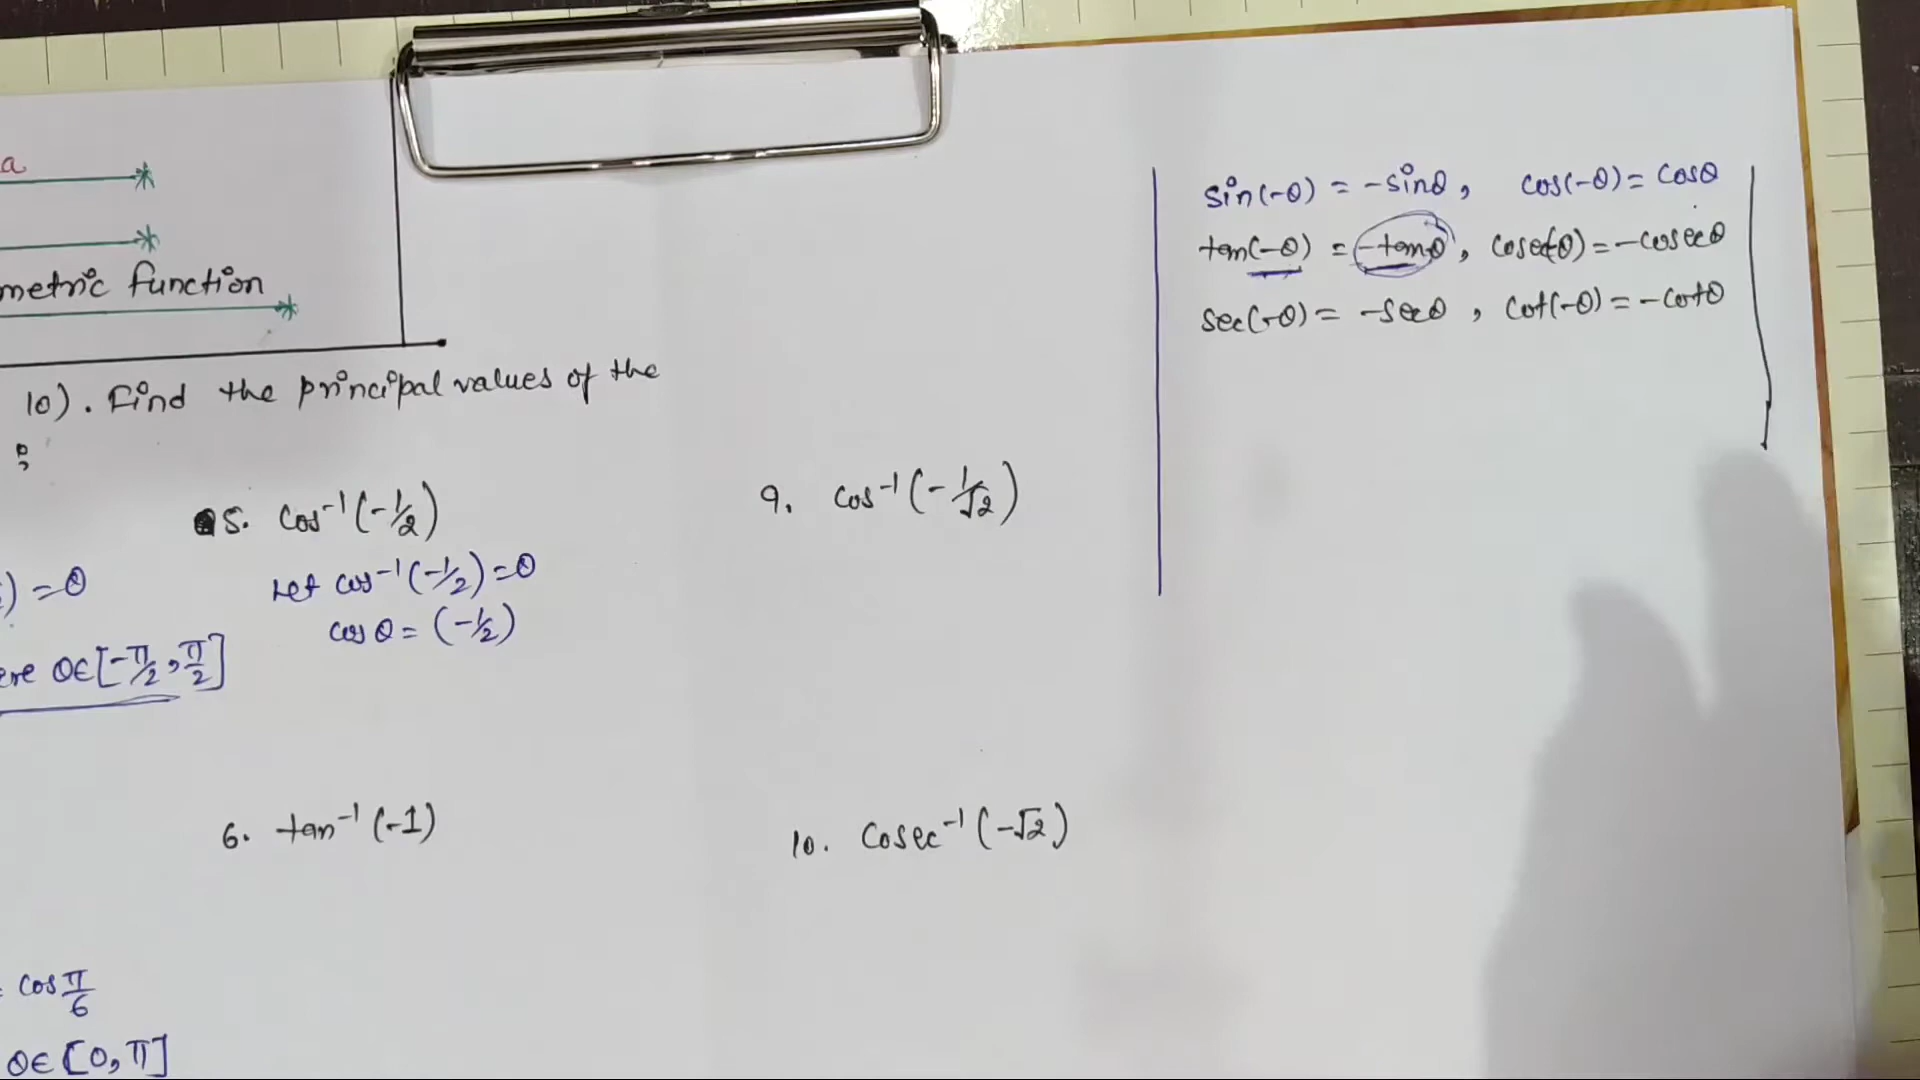 a
metric function
10). Find the principal values of the
:
5. cos⁻¹(-1/2)
Let cos⁻¹(-1/2)=θ
cos θ = (-1/2)
) = θ
θ∈[-π/2, π/2]
6. tan⁻¹(-1)
cos π/6
θ∈[0, π]
9. cos⁻¹(-1/√2)
10. Cosec⁻¹(-√2)
sin(-θ) = -sinθ, cos(-θ)= cosθ
tan(-θ) = -tanθ, cosec(-θ)=-cosecθ
sec(-θ)= -secθ, cot(-θ)= -cotθ